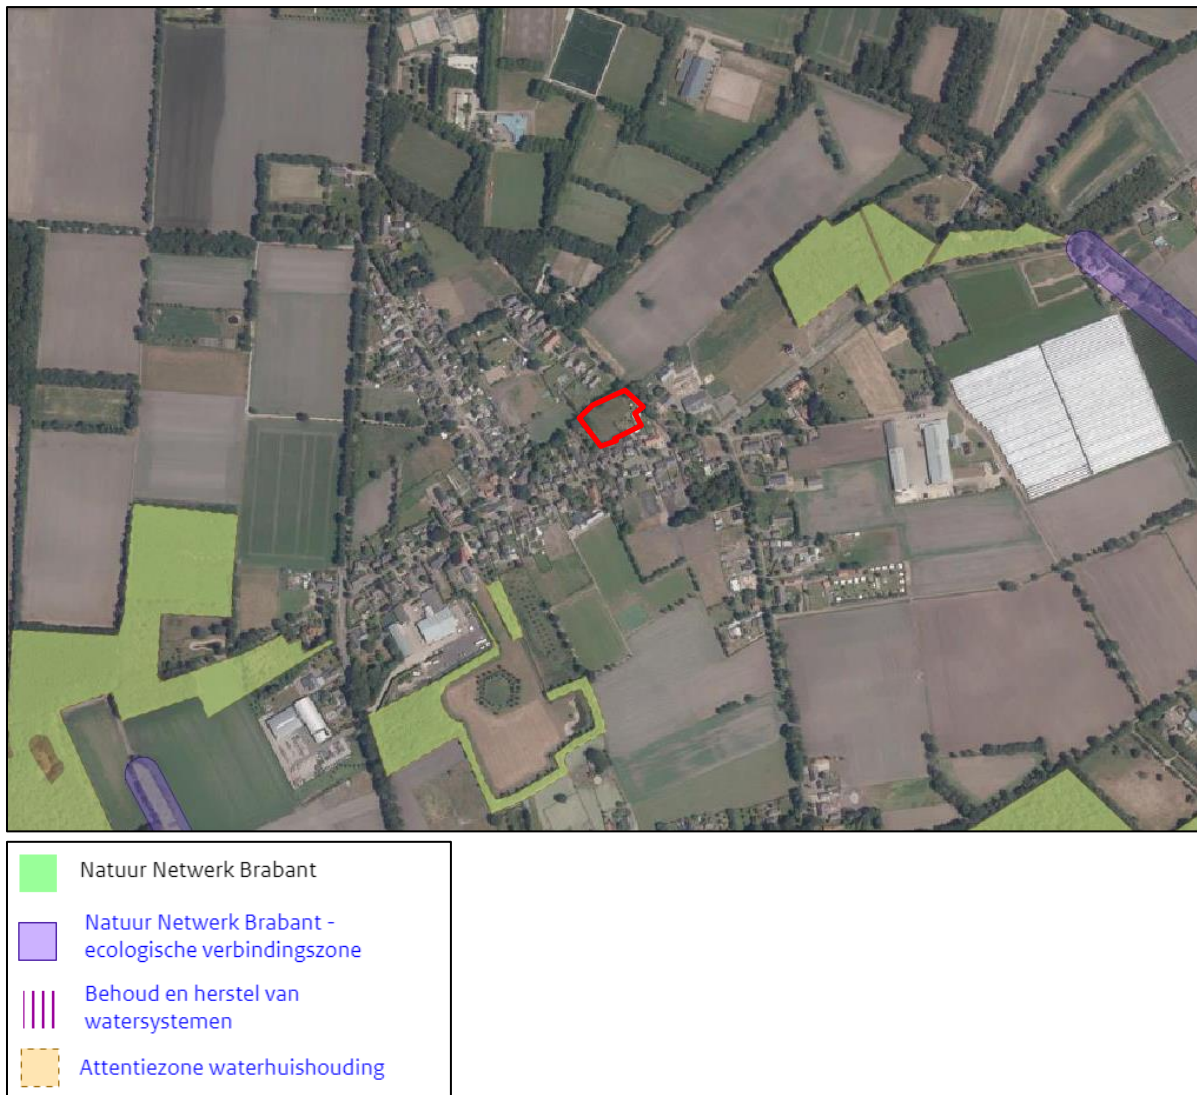 Natuur Netwerk Brabant
Natuur Netwerk Brabant -
ecologische verbindingszone
Behoud en herstel van
watersystemen
Attentiezone waterhuishouding